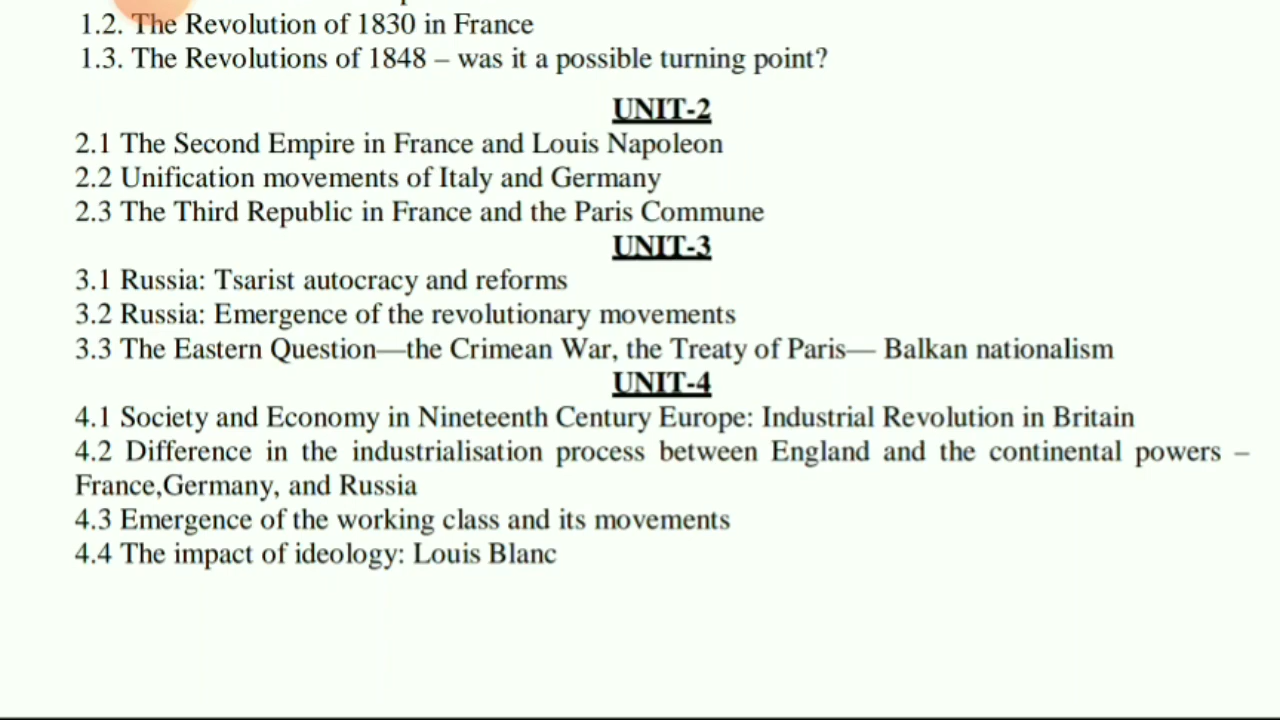 1.2. The Revolution of 1830 in France
1.3. The Revolutions of 1848 – was it a possible turning point?
UNIT-2
2.1 The Second Empire in France and Louis Napoleon
2.2 Unification movements of Italy and Germany
2.3 The Third Republic in France and the Paris Commune
UNIT-3
3.1 Russia: Tsarist autocracy and reforms
3.2 Russia: Emergence of the revolutionary movements
3.3 The Eastern Question—the Crimean War, the Treaty of Paris— Balkan nationalism
UNIT-4
4.1 Society and Economy in Nineteenth Century Europe: Industrial Revolution in Britain
4.2 Difference in the industrialisation process between England and the continental powers –
France,Germany, and Russia
4.3 Emergence of the working class and its movements
4.4 The impact of ideology: Louis Blanc